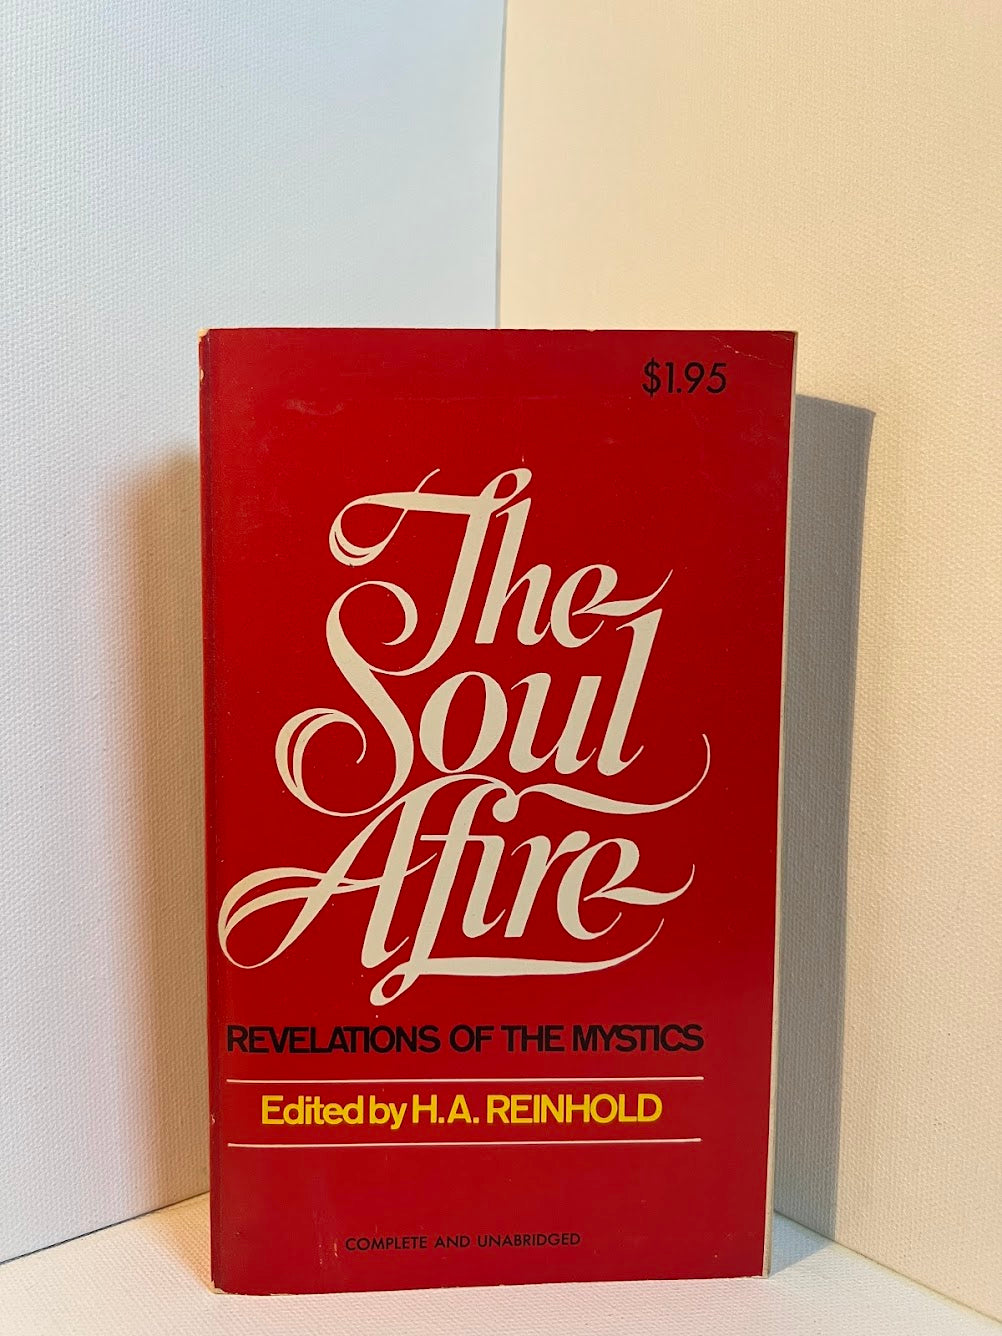 $1.95
The
Soul
Afire
REVELATIONS OF THE MYSTICS
Edited by H.A. REINHOLD
COMPLETE AND UNABRIDGED